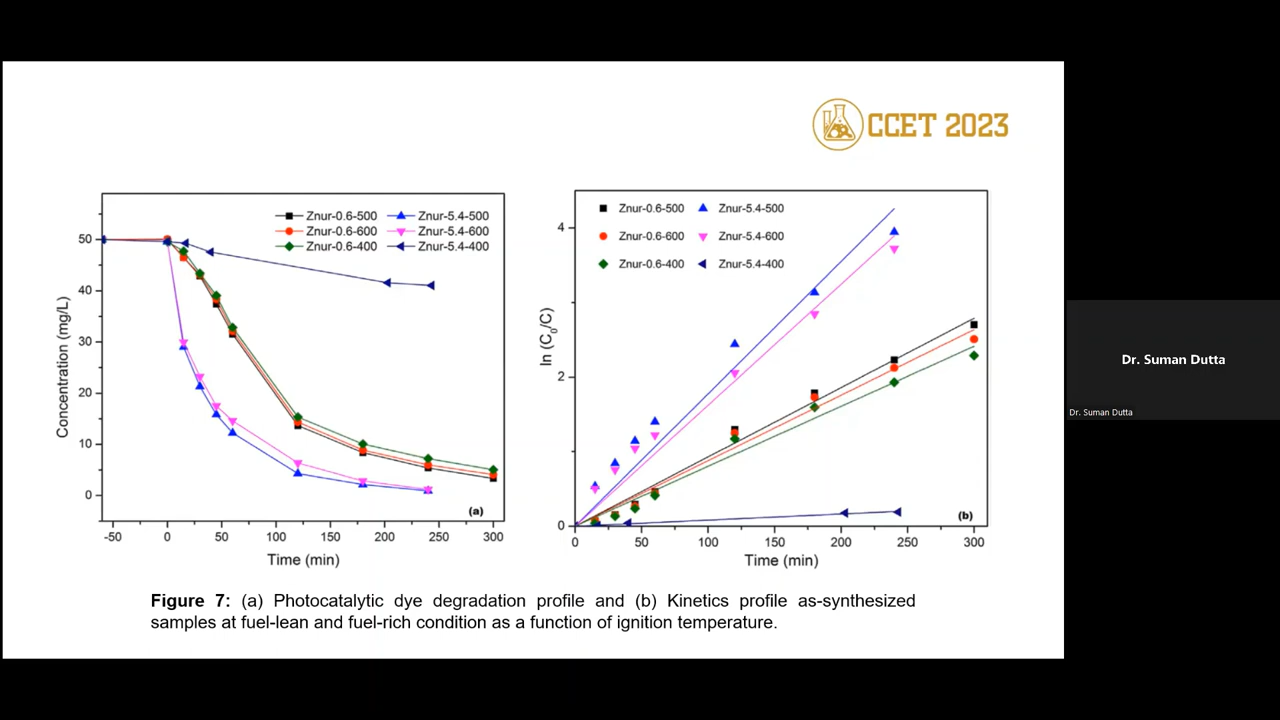 CCET 2023
Znur-0.6-500 Znur-5.4-500
Znur-0.6-600 Znur-5.4-600
Znur-0.6-400 Znur-5.4-400
Concentration (mg/L)
50
40
30
20
10
0
-50 0 50 100 150 200 250 300
Time (min)
(a)
Znur-0.6-500 Znur-5.4-500
Znur-0.6-600 Znur-5.4-600
Znur-0.6-400 Znur-5.4-400
ln (C₀/C)
4
2
0
0 50 100 150 200 250 300
Time (min)
(b)
Figure 7: (a) Photocatalytic dye degradation profile and (b) Kinetics profile as-synthesized
samples at fuel-lean and fuel-rich condition as a function of ignition temperature.
Dr. Suman Dutta
Dr. Suman Dutta